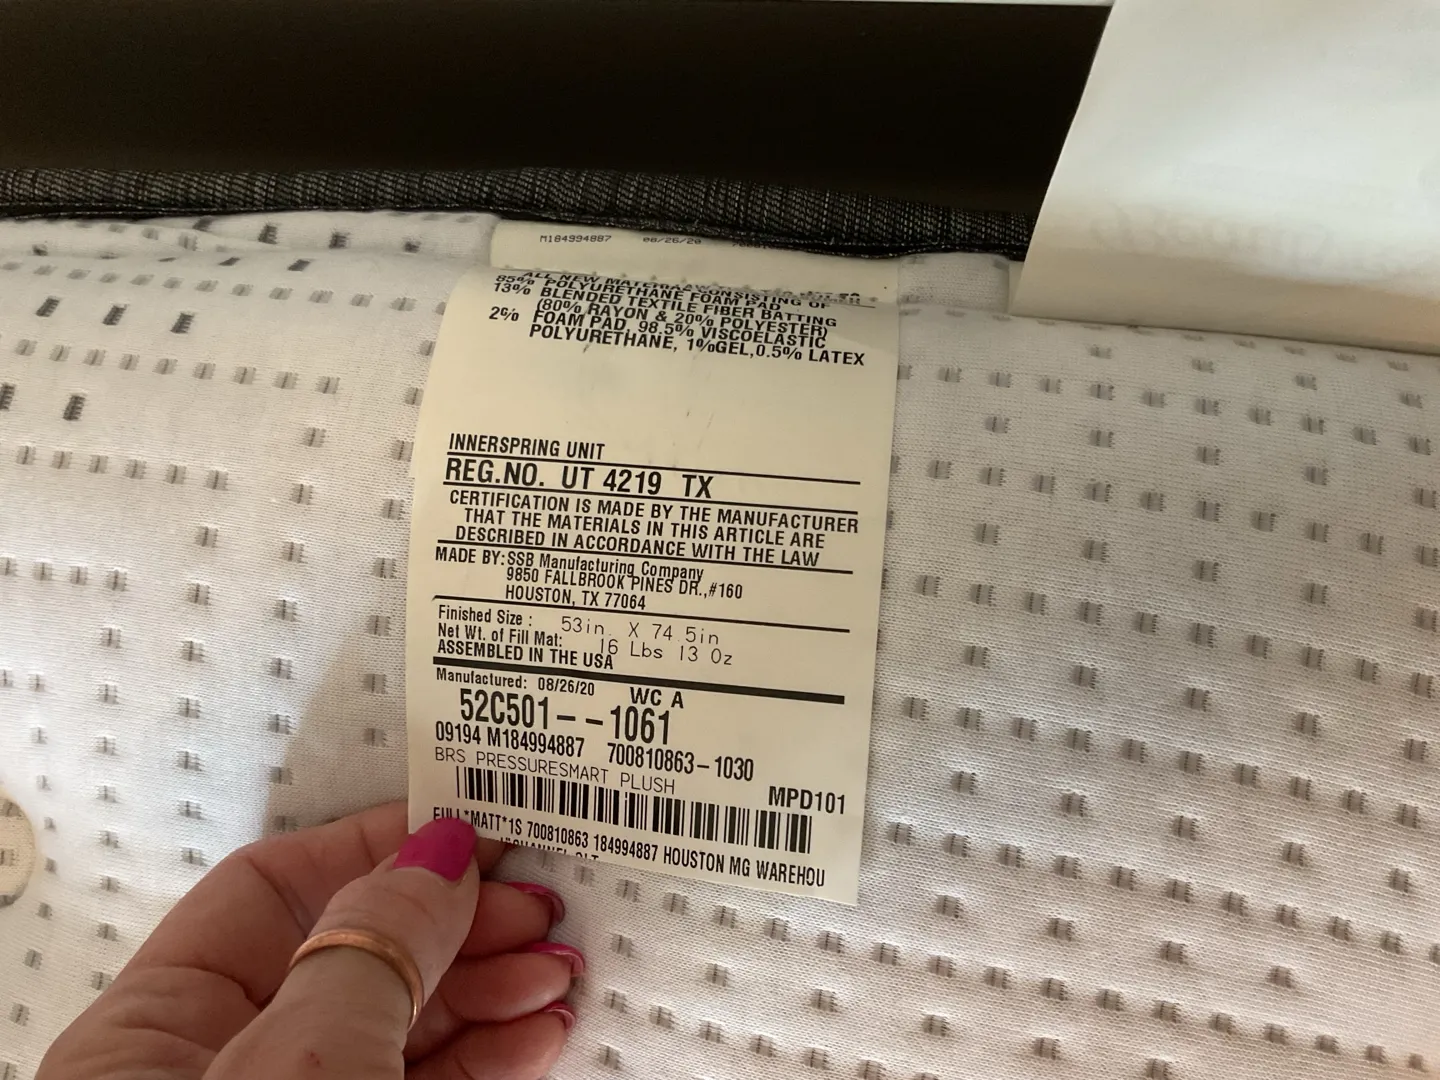 M184994887 08/26/20
ALL NEW MATERIALS CONSISTING OF
85% POLYURETHANE FOAM PAD
13% BLENDED TEXTILE FIBER BATTING
(80% RAYON & 20% POLYESTER)
2% FOAM PAD, 98.5% VISCOELASTIC
POLYURETHANE, 1%GEL,0.5% LATEX
INNERSPRING UNIT
REG.NO. UT 4219 TX
CERTIFICATION IS MADE BY THE MANUFACTURER
THAT THE MATERIALS IN THIS ARTICLE ARE
DESCRIBED IN ACCORDANCE WITH THE LAW
MADE BY: SSB Manufacturing Company
9850 FALLBROOK PINES DR.,#160
HOUSTON, TX 77064
Finished Size : 53in. X 74.5in
Net Wt. of Fill Mat: 16 Lbs 13 Oz
ASSEMBLED IN THE USA
Manufactured: 08/26/20 WC A
52C501- -1061
09194 M184994887 700810863-1030
BRS PRESSURESMART PLUSH MPD101
FULL*MATT*1S 700810863 184994887 HOUSTON MG WAREHOU